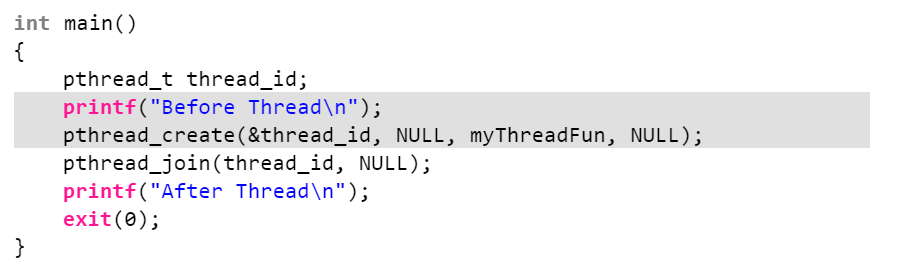 int main()
{
    pthread_t thread_id;
    printf("Before Thread\n");
    pthread_create(&thread_id, NULL, myThreadFun, NULL);
    pthread_join(thread_id, NULL);
    printf("After Thread\n");
    exit(0);
}